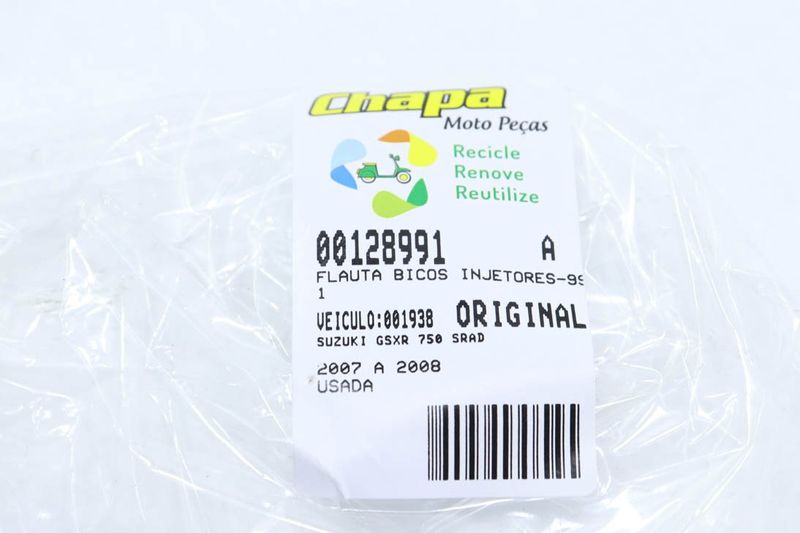 Chapa
Moto Peças
Recicle
Renove
Reutilize
00128991 A
FLAUTA BICOS INJETORES-99
1
VEICULO:001938 ORIGINAL
SUZUKI GSXR 750 SRAD
2007 A 2008
USADA